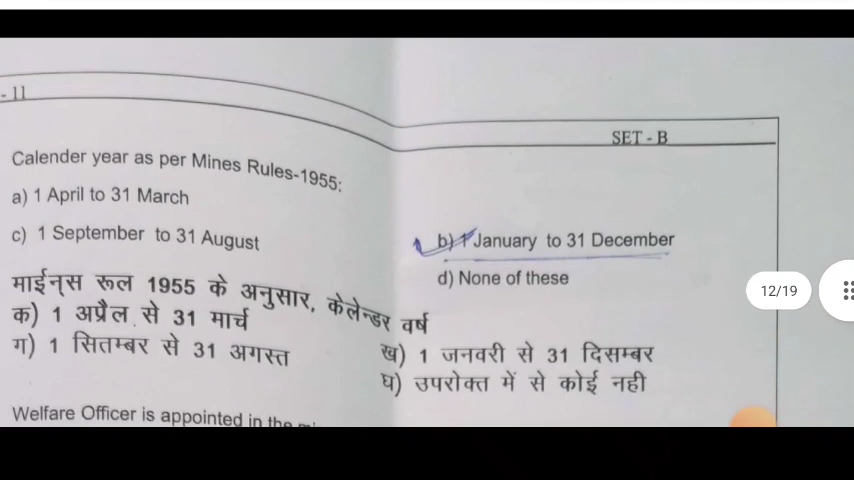 - 11
SET - B
Calender year as per Mines Rules-1955:
a) 1 April to 31 March
b) 1 January to 31 December
c) 1 September to 31 August
d) None of these
माईन्स रूल 1955 के अनुसार, केलेन्डर वर्ष
क) 1 अप्रैल से 31 मार्च
ख) 1 जनवरी से 31 दिसम्बर
ग) 1 सितम्बर से 31 अगस्त
घ) उपरोक्त में से कोई नही
12/19
Welfare Officer is appointed in the